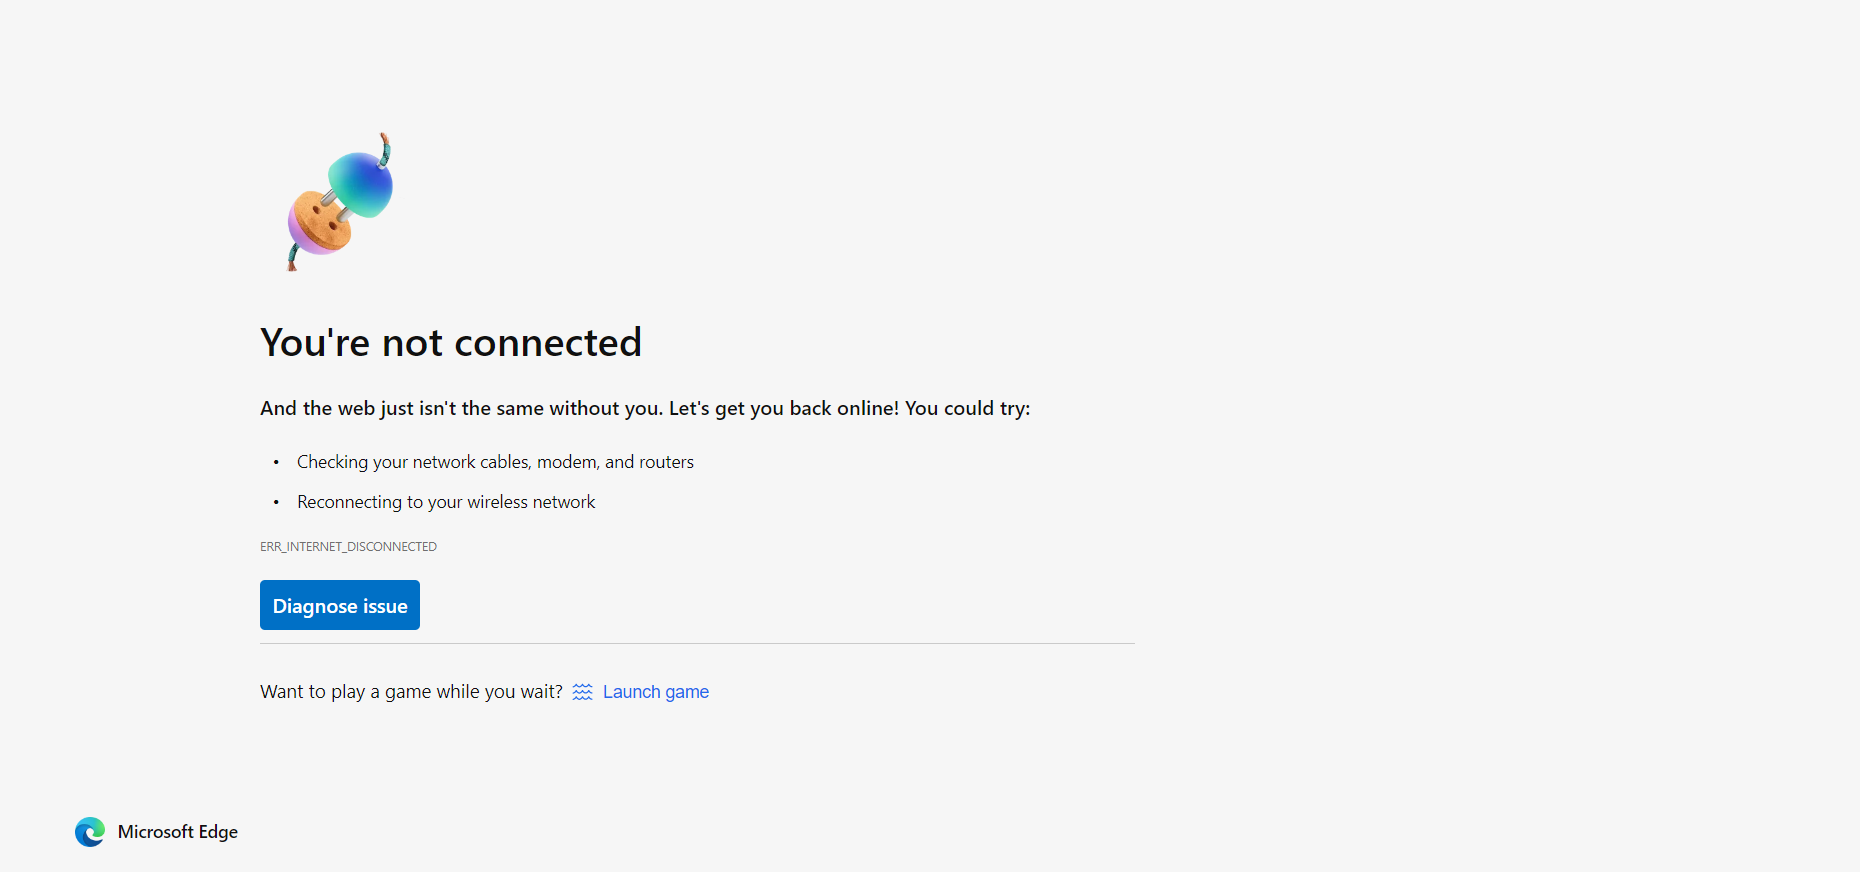 You're not connected
And the web just isn't the same without you. Let's get you back online! You could try:
• Checking your network cables, modem, and routers
• Reconnecting to your wireless network
ERR_INTERNET_DISCONNECTED
Diagnose issue
Want to play a game while you wait? Launch game
Microsoft Edge